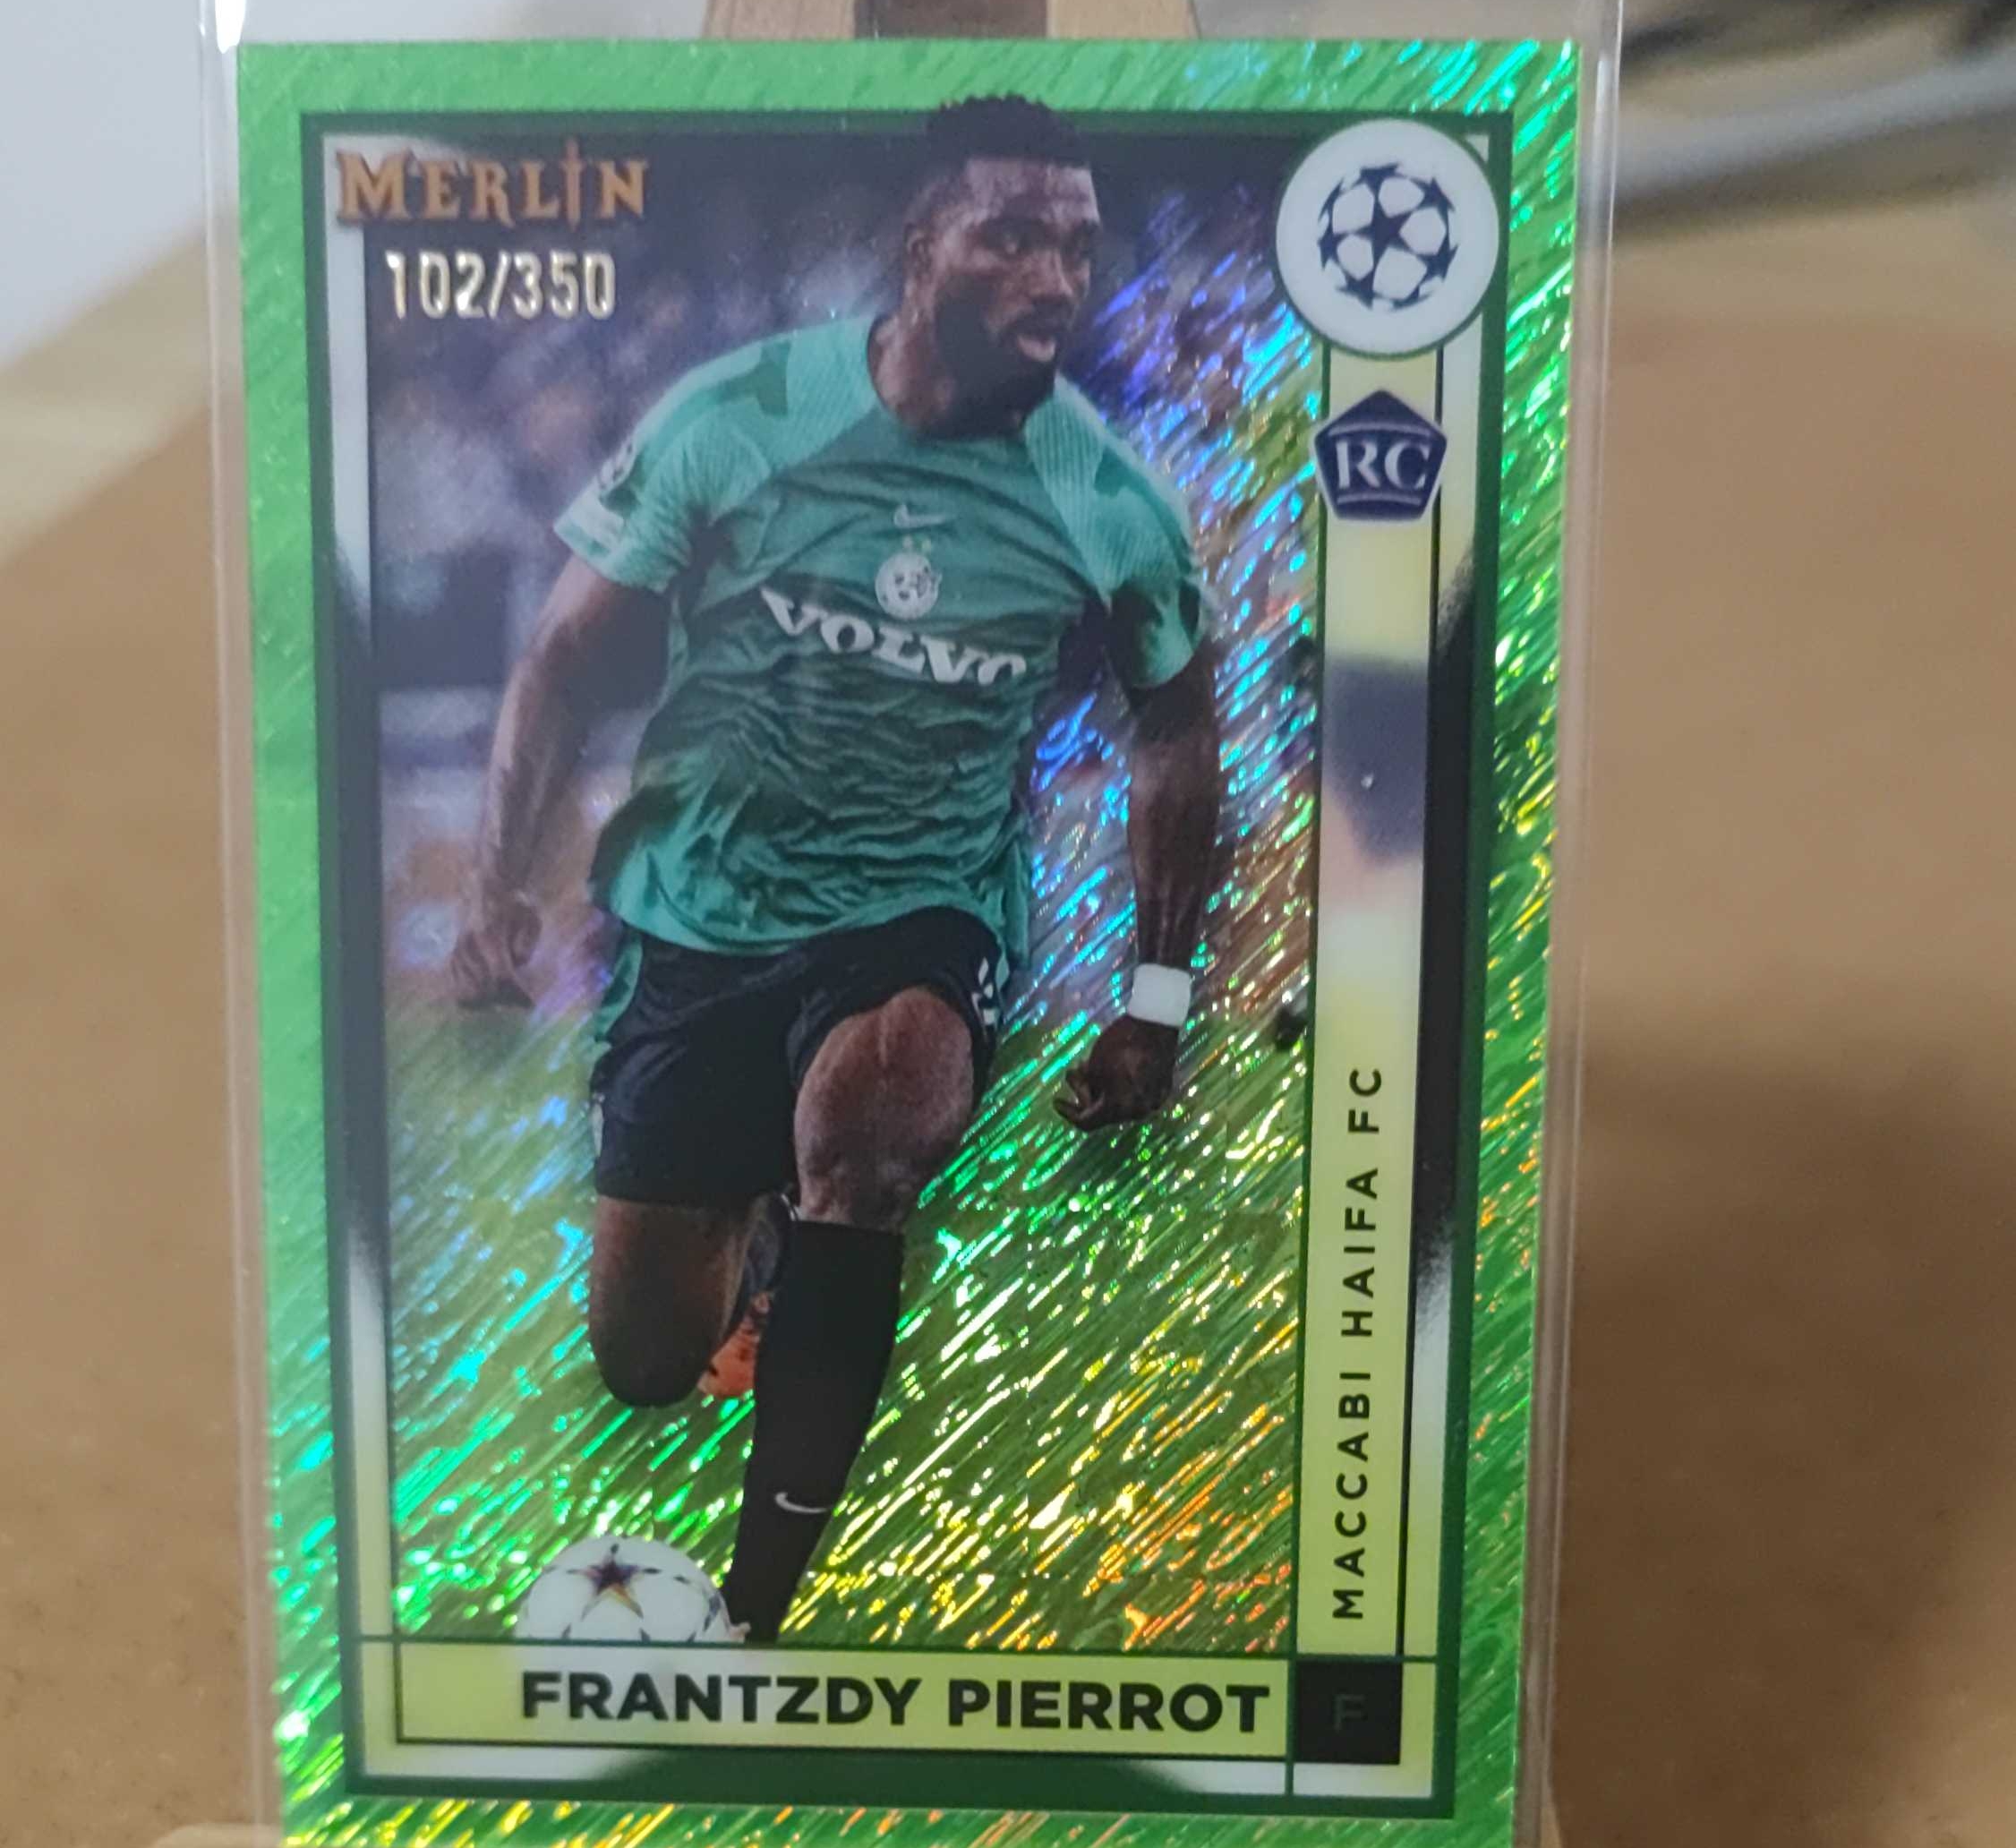 MERLIN
102/350
RC
VOLVO
MACCABI HAIFA FC
FRANTZDY PIERROT
F